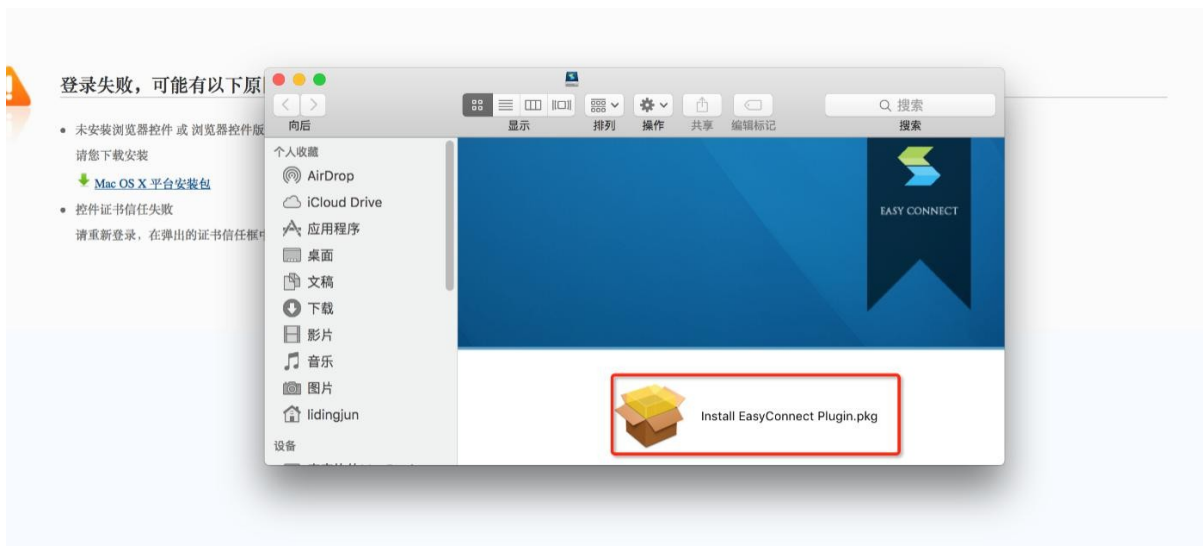 登录失败，可能有以下原
未安装浏览器控件 或 浏览器控件版
请您下载安装
Mac OS X 平台安装包
控件证书信任失败
请重新登录，在弹出的证书信任框
向后
显示
排列
操作
共享
编辑标记
搜索
搜索
个人收藏
AirDrop
iCloud Drive
应用程序
桌面
文稿
下载
影片
音乐
图片
lidingjun
设备
EASY CONNECT
Install EasyConnect Plugin.pkg